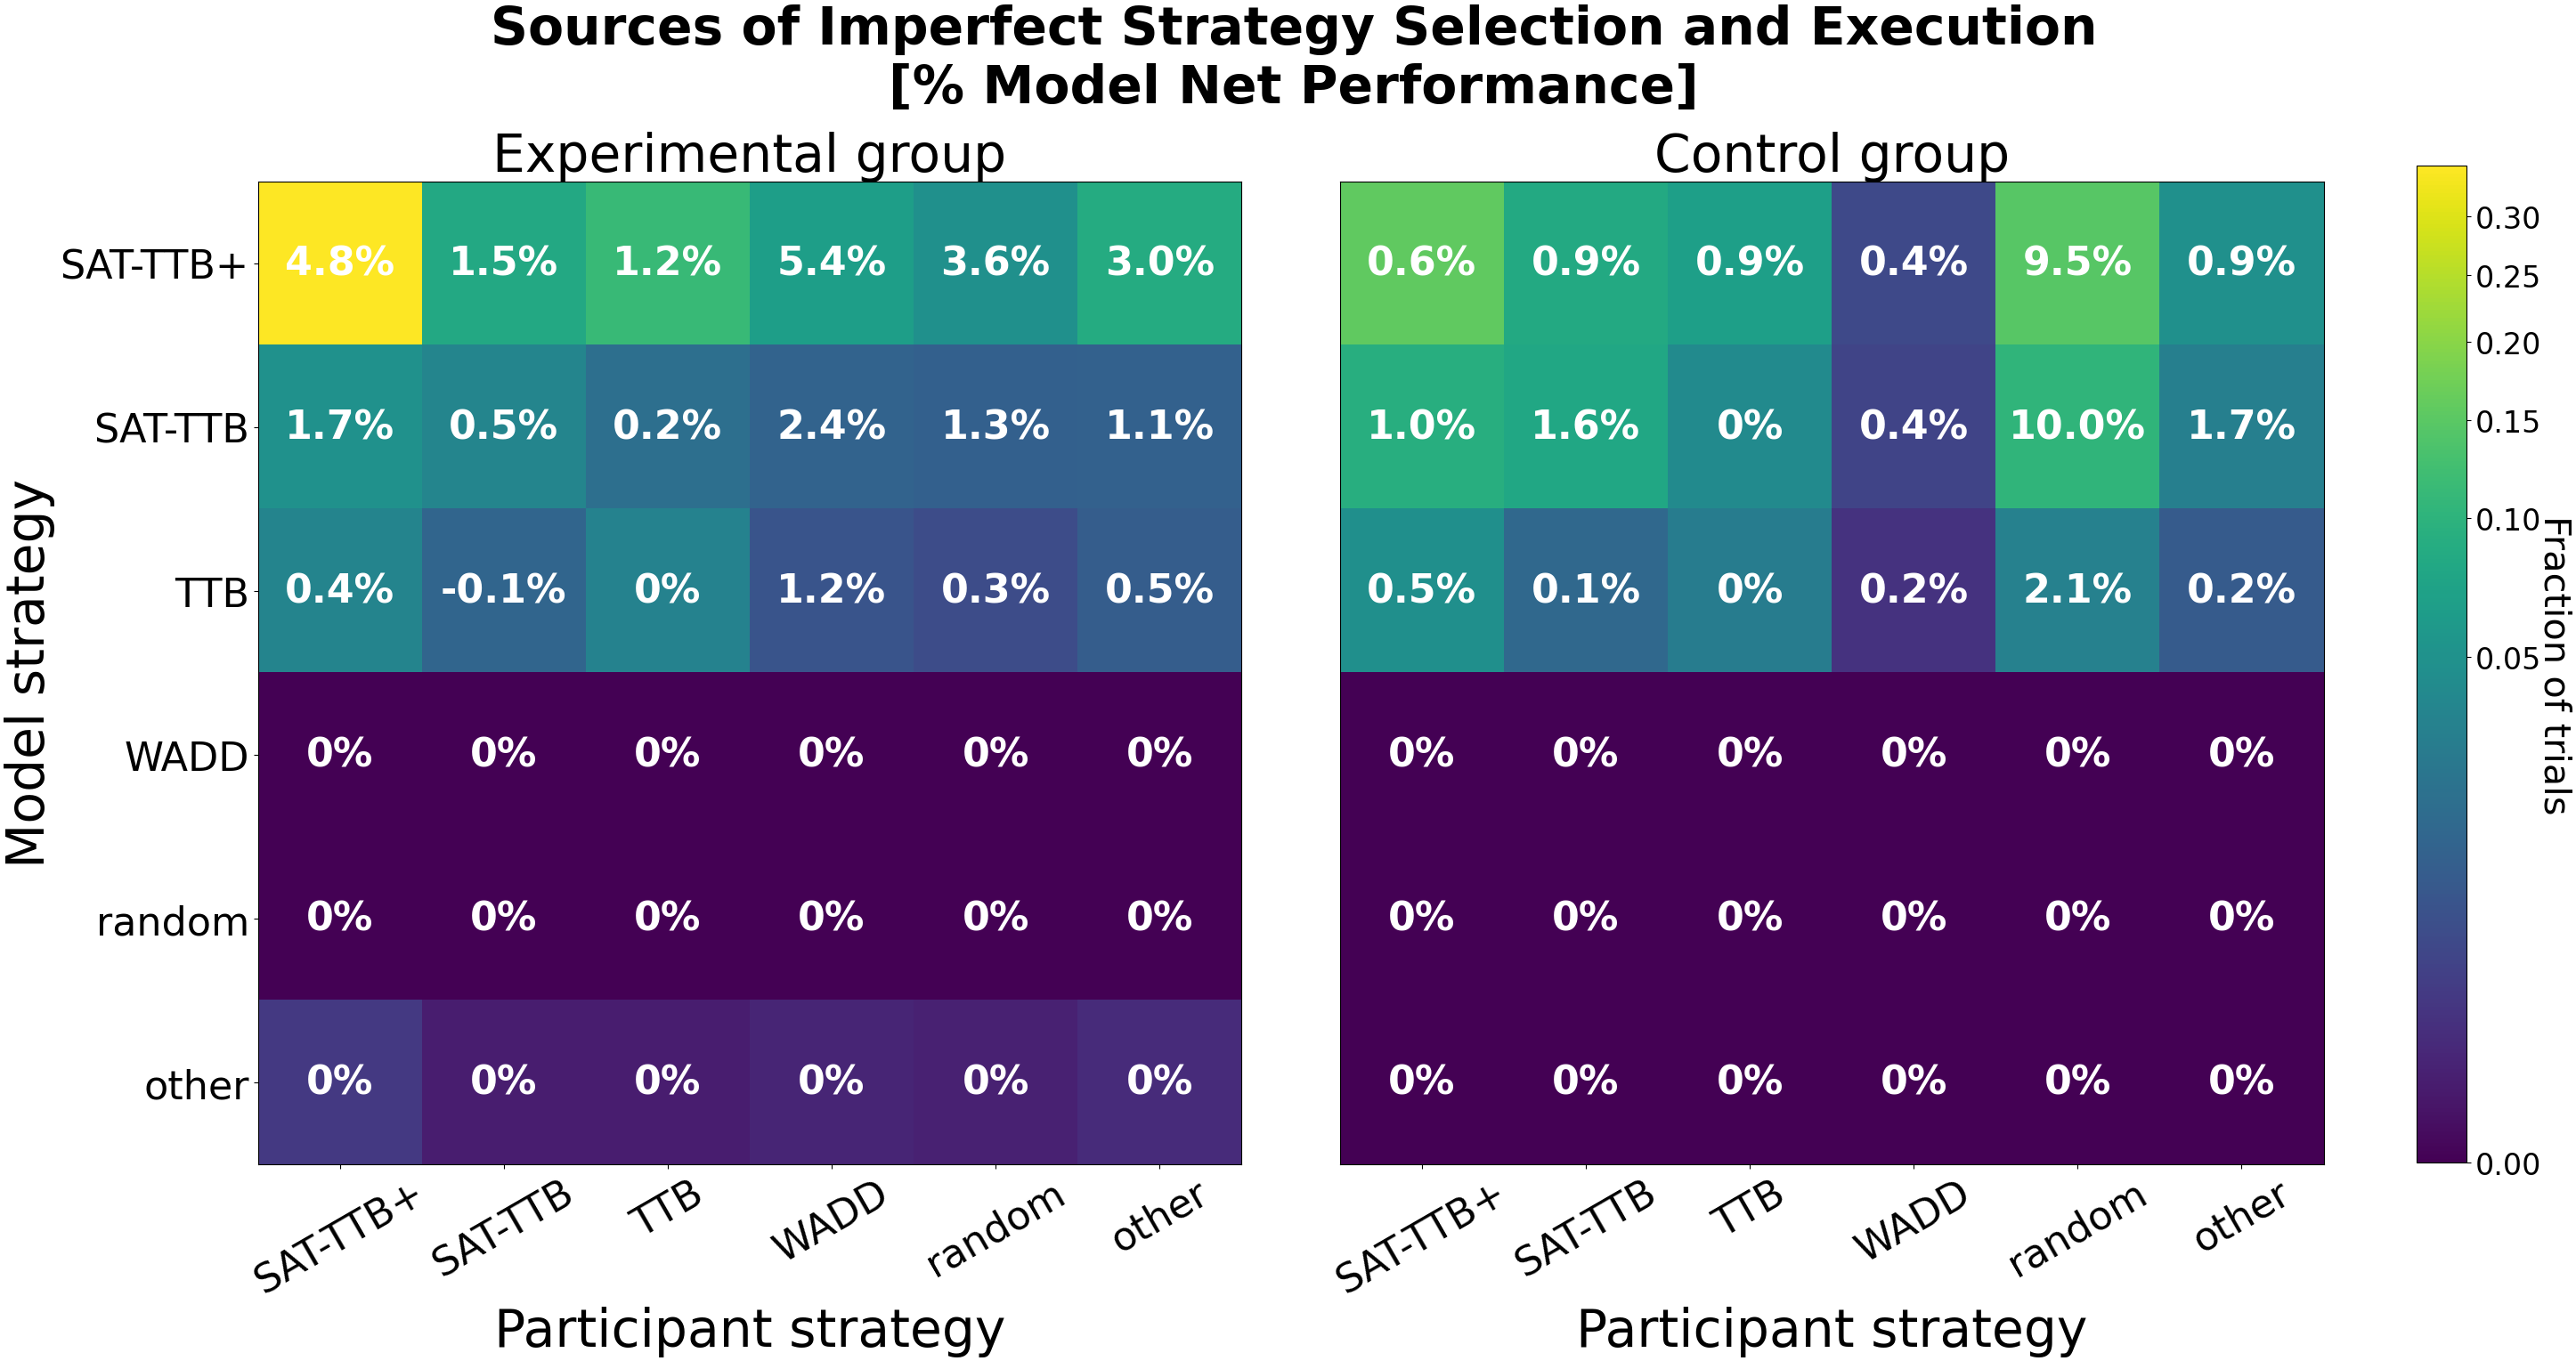 Sources of Imperfect Strategy Selection and Execution
[% Model Net Performance]
Experimental group
Control group
Model strategy
SAT-TTB+ 4.8% 1.5% 1.2% 5.4% 3.6% 3.0% 0.6% 0.9% 0.9% 0.4% 9.5% 0.9%
SAT-TTB 1.7% 0.5% 0.2% 2.4% 1.3% 1.1% 1.0% 1.6% 0% 0.4% 10.0% 1.7%
TTB 0.4% -0.1% 0% 1.2% 0.3% 0.5% 0.5% 0.1% 0% 0.2% 2.1% 0.2%
WADD 0% 0% 0% 0% 0% 0% 0% 0% 0% 0% 0% 0%
random 0% 0% 0% 0% 0% 0% 0% 0% 0% 0% 0% 0%
other 0% 0% 0% 0% 0% 0% 0% 0% 0% 0% 0% 0%
SAT-TTB+ SAT-TTB TTB WADD random other
SAT-TTB+ SAT-TTB TTB WADD random other
Participant strategy
Participant strategy
0.30
0.25
0.20
0.15
0.10
0.05
0.00
Fraction of trials